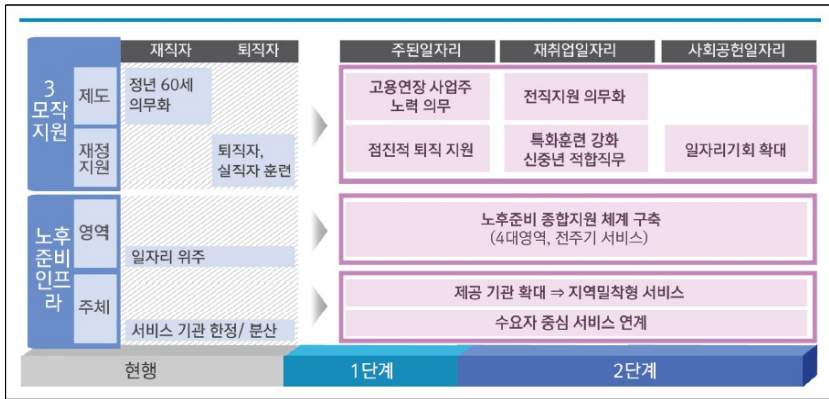 재직자 퇴직자 주된일자리 재취업일자리 사회공헌일자리
3
모작
지원
제도
정년 60세
의무화
고용연장 사업주
노력 의무
전직지원 의무화
재정
지원
퇴직자,
실직자 훈련
점진적 퇴직 지원
특화훈련 강화
신중년 적합직무
일자리기회 확대
노후
준비
인프
라
영역
일자리 위주
노후준비 종합지원 체계 구축
(4대영역, 전주기 서비스)
주체
서비스 기관 한정/ 분산
제공 기관 확대 ⇒ 지역밀착형 서비스
수요자 중심 서비스 연계
현행 1단계 2단계